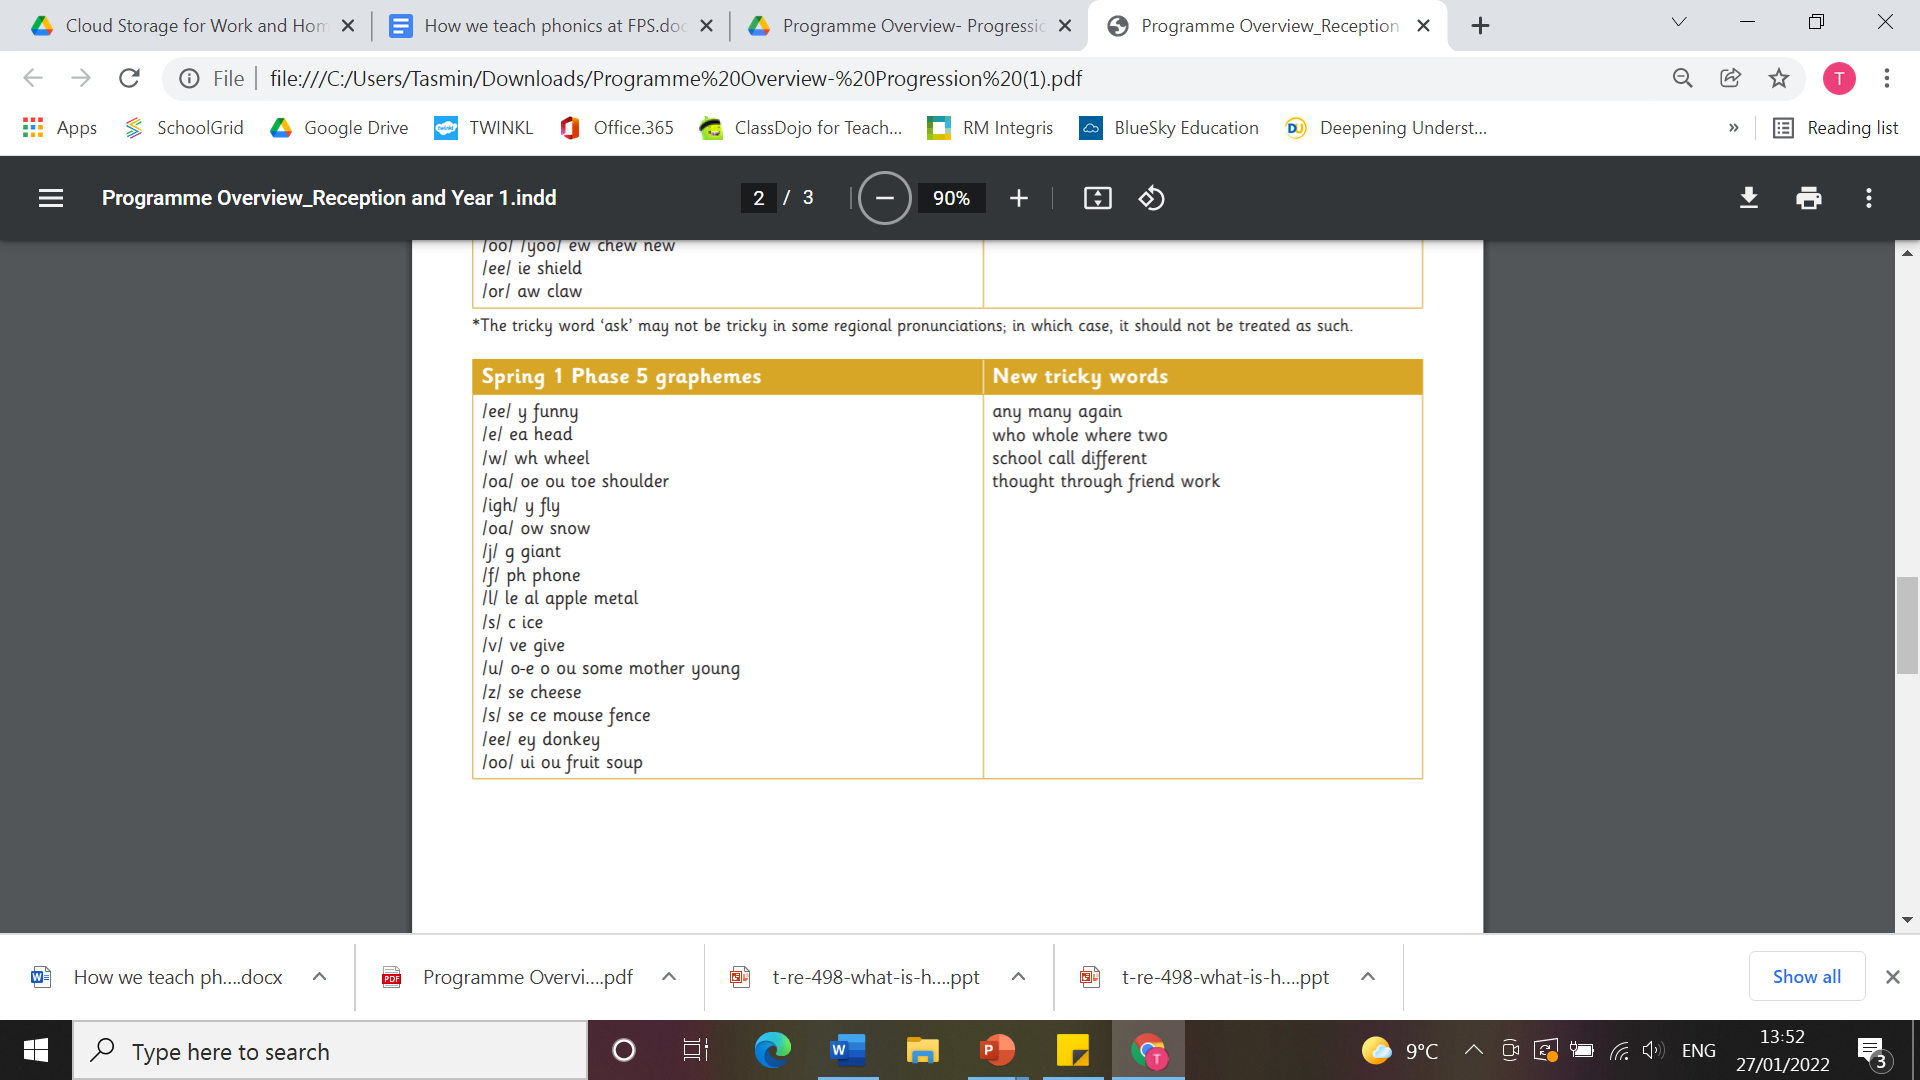 Cloud Storage for Work and Hom
How we teach phonics at FPS.doc
Programme Overview- Progressio
Programme Overview_Reception
File
file:///C:/Users/Tasmin/Downloads/Programme%20Overview-%20Progression%20(1).pdf
T
Apps
SchoolGrid
Google Drive
TWINKL
Office.365
ClassDojo for Teach...
RM Integris
BlueSky Education
DU
Deepening Underst...
»
Reading list
Programme Overview_Reception and Year 1.indd
2 / 3
90%
/oo/ /yoo/ ew chew new
/ee/ ie shield
/or/ aw claw
*The tricky word ‘ask’ may not be tricky in some regional pronunciations; in which case, it should not be treated as such.
Spring 1 Phase 5 graphemes
/ee/ y funny
/e/ ea head
/w/ wh wheel
/oa/ oe ou toe shoulder
/igh/ y fly
/oa/ ow snow
/j/ g giant
/f/ ph phone
/l/ le al apple metal
/s/ c ice
/v/ ve give
/u/ o-e o ou some mother young
/z/ se cheese
/s/ se ce mouse fence
/ee/ ey donkey
/oo/ ui ou fruit soup
New tricky words
any many again
who whole where two
school call different
thought through friend work
How we teach ph....docx
PDF
Programme Overvi....pdf
t-re-498-what-is-h....ppt
t-re-498-what-is-h....ppt
Show all
Type here to search
W
P
T
9°C
ENG
13:52
27/01/2022
3